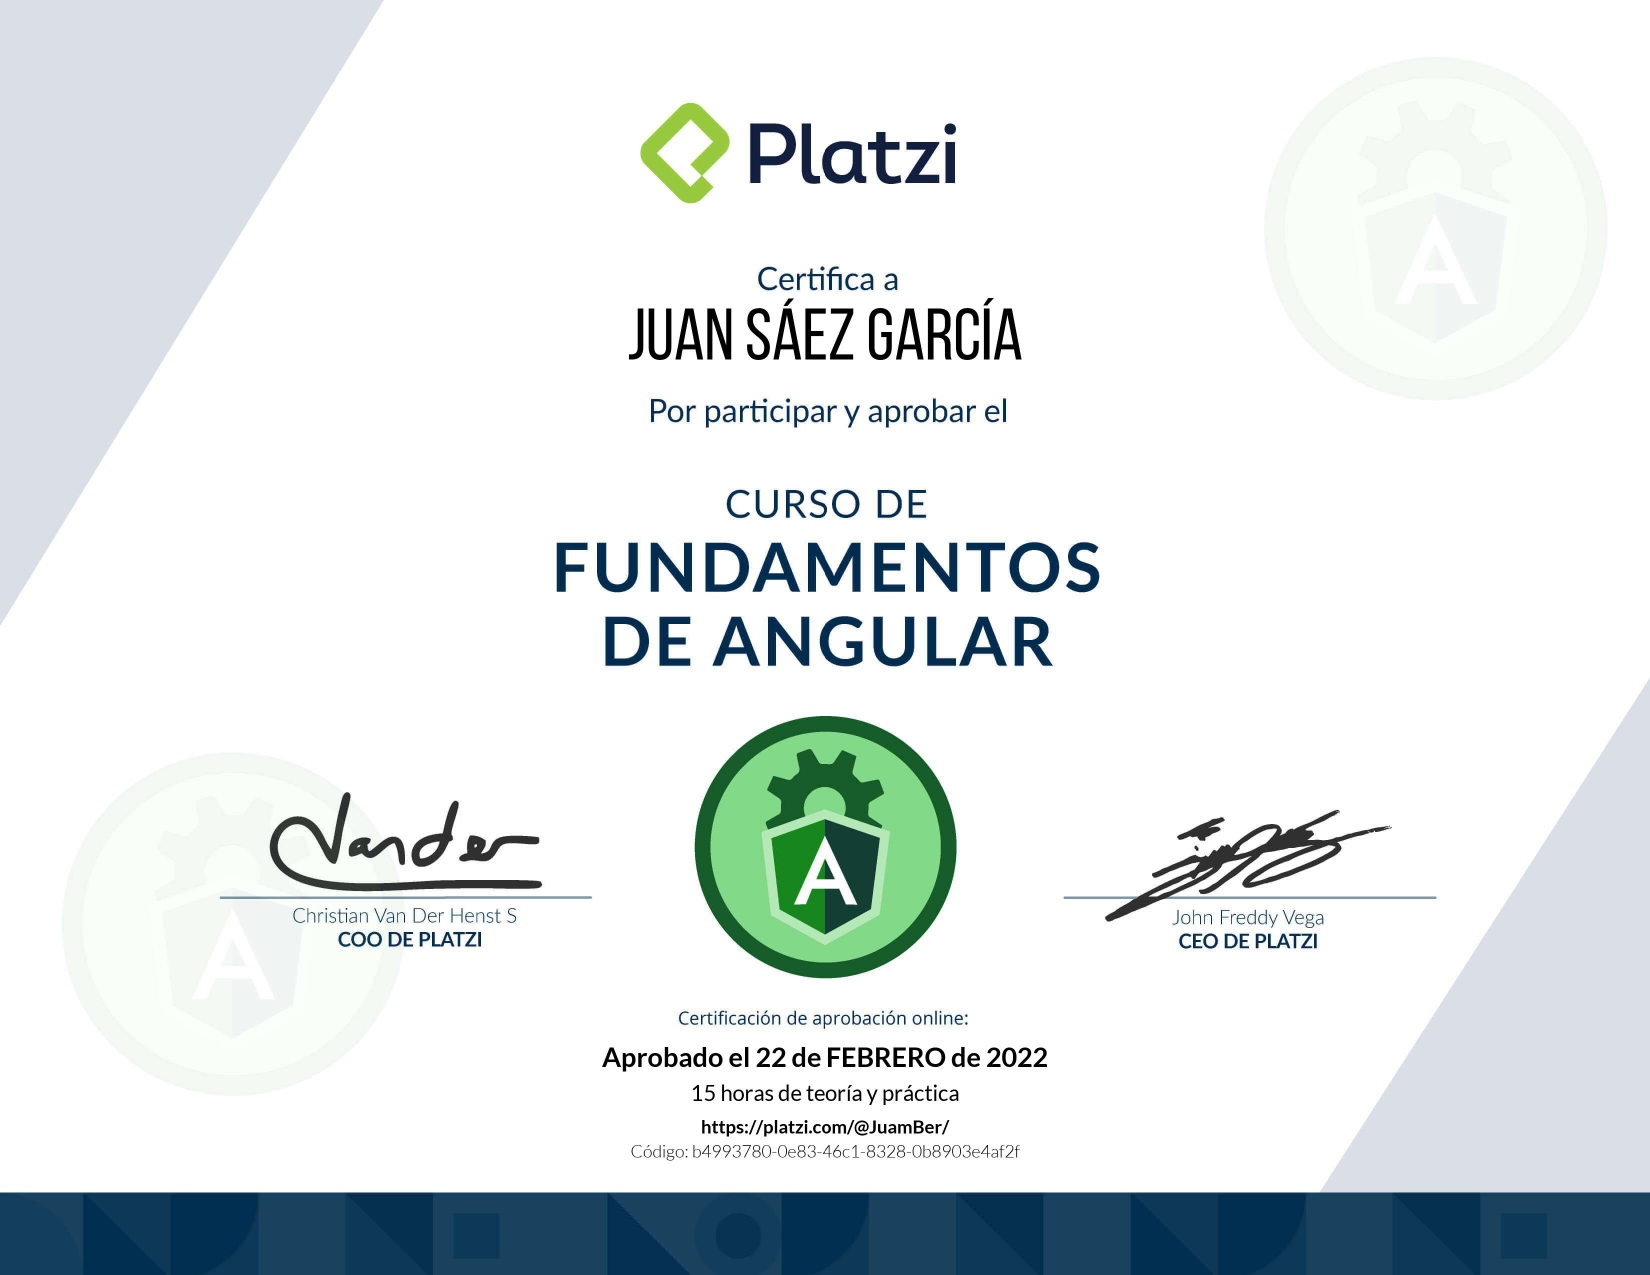 Platzi
Certifica a
JUAN SÁEZ GARCÍA
Por participar y aprobar el
CURSO DE
FUNDAMENTOS
DE ANGULAR
A
A
Vander
A
Christian Van Der Henst S
COO DE PLATZI
A
John Freddy Vega
CEO DE PLATZI
Certificación de aprobación online:
Aprobado el 22 de FEBRERO de 2022
15 horas de teoría y práctica
https://platzi.com/@JuamBer/
Código: b4993780-0e83-46c1-8328-0b8903e4af2f